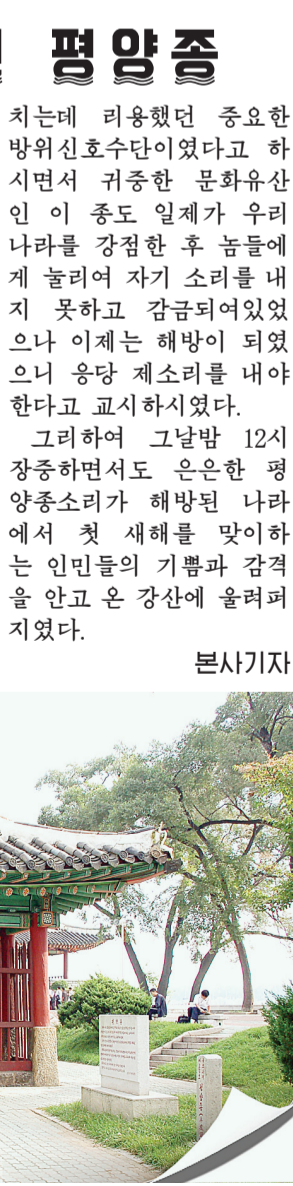 평양종
치는데 리용했던 중요한
방위신호수단이였다고 하
시면서 귀중한 문화유산
인 이 종도 일제가 우리
나라를 강점한 후 놈들에
게 눌리여 자기 소리를 내
지 못하고 감금되여있었
으나 이제는 해방이 되였
으니 응당 제소리를 내야
한다고 교시하시였다.
그리하여 그날밤 12시
장중하면서도 은은한 평
양종소리가 해방된 나라
에서 첫 새해를 맞이하
는 인민들의 기쁨과 감격
을 안고 온 강산에 울려퍼
지였다.
본사기자